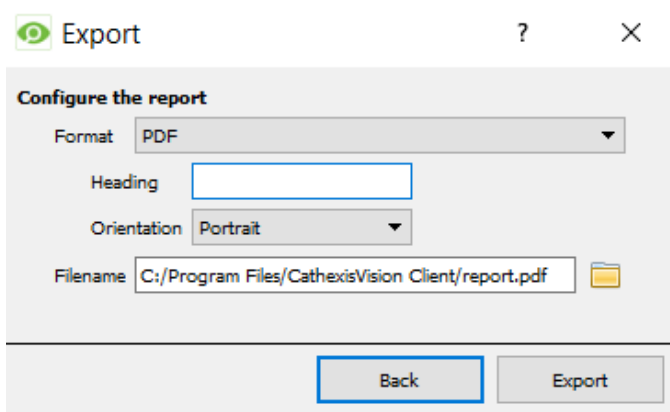 Export ?
Configure the report
Format PDF
Heading
Orientation Portrait
Filename C:/Program Files/CathexisVision Client/report.pdf
Back Export